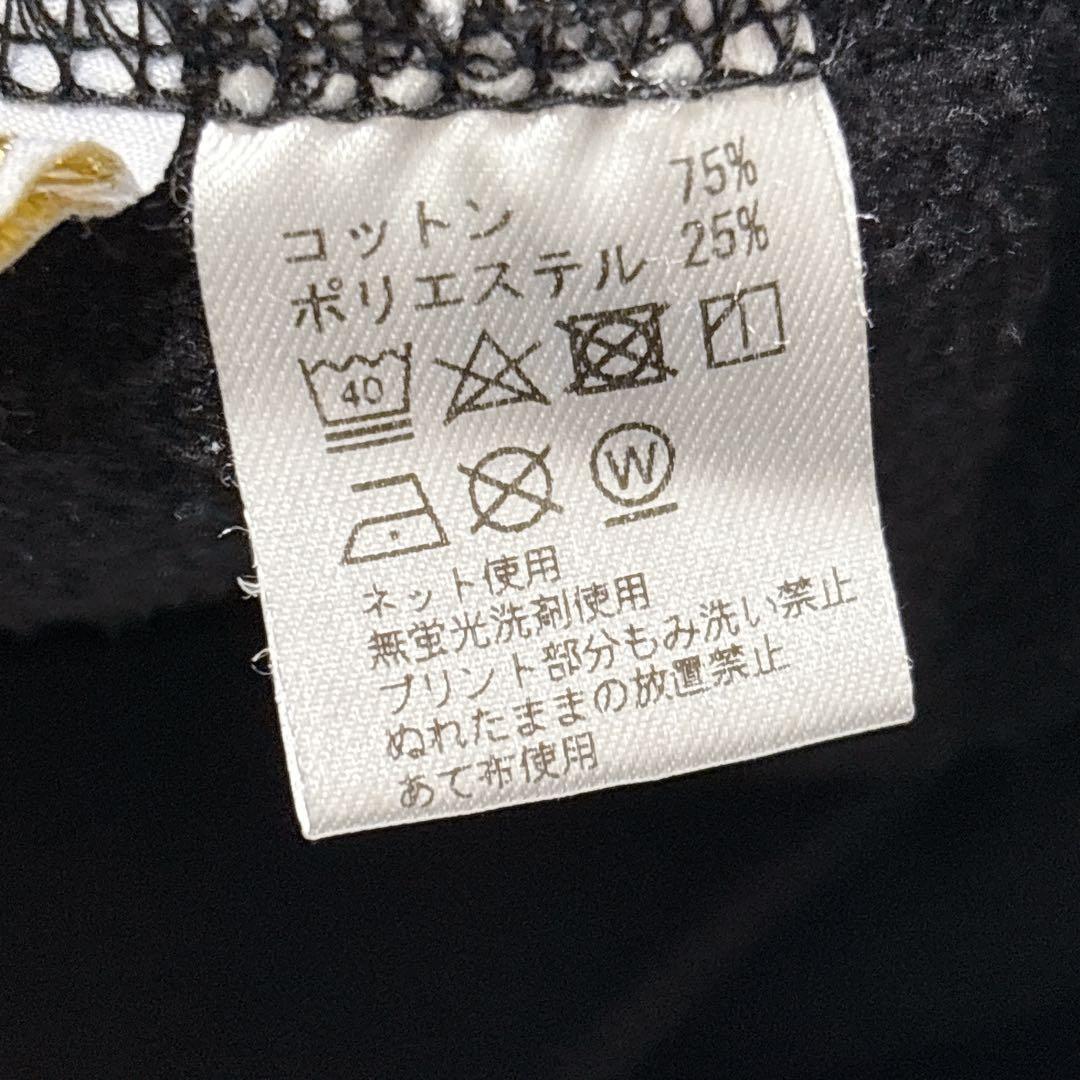 コットン 75%
ポリエステル 25%
40
W
ネット使用
無蛍光洗剤使用
プリント部分もみ洗い禁止
ぬれたままの放置禁止
あて布使用